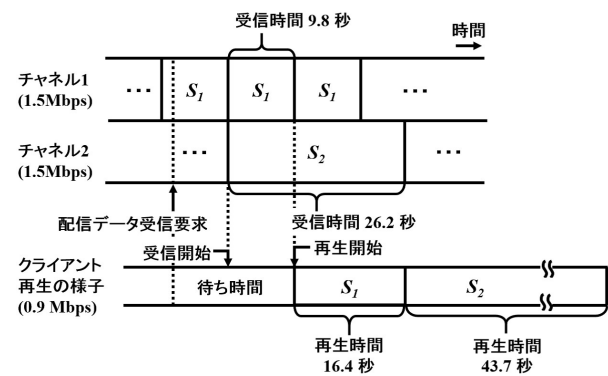 受信時間 9.8 秒
時間
チャネル1
(1.5Mbps)
… S1 S1 S1 …
チャネル2
(1.5Mbps)
… S2 …
配信データ受信要求
受信時間 26.2 秒
受信開始
再生開始
クライアント
再生の様子
(0.9 Mbps)
待ち時間 S1 S2
再生時間
16.4 秒
再生時間
43.7 秒